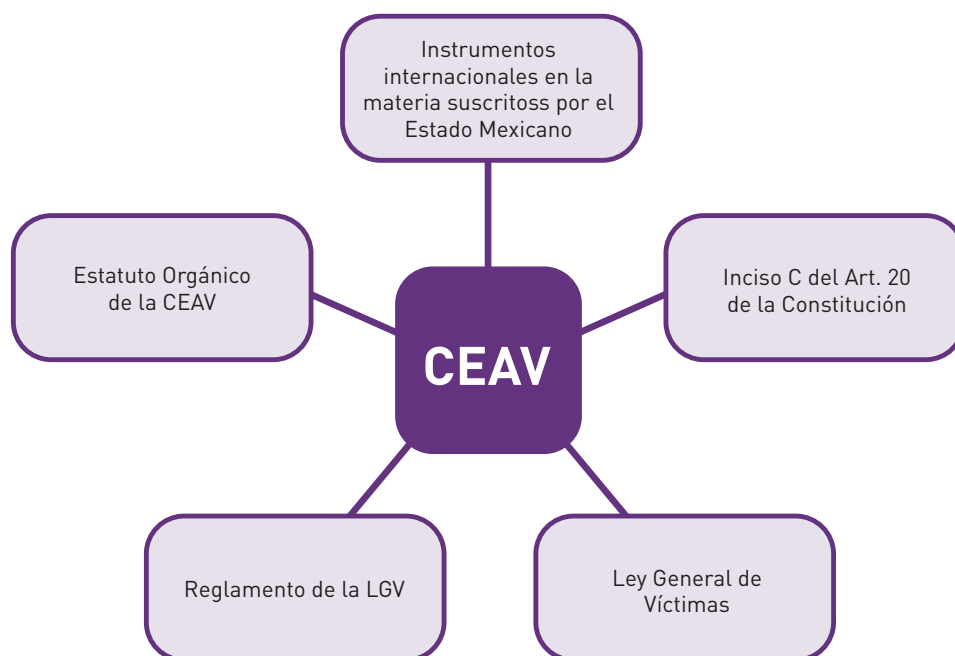 Instrumentos
internacionales en la
materia suscritoss por el
Estado Mexicano
Estatuto Orgánico
de la CEAV
Inciso C del Art. 20
de la Constitución
CEAV
Reglamento de la LGV
Ley General de
Víctimas